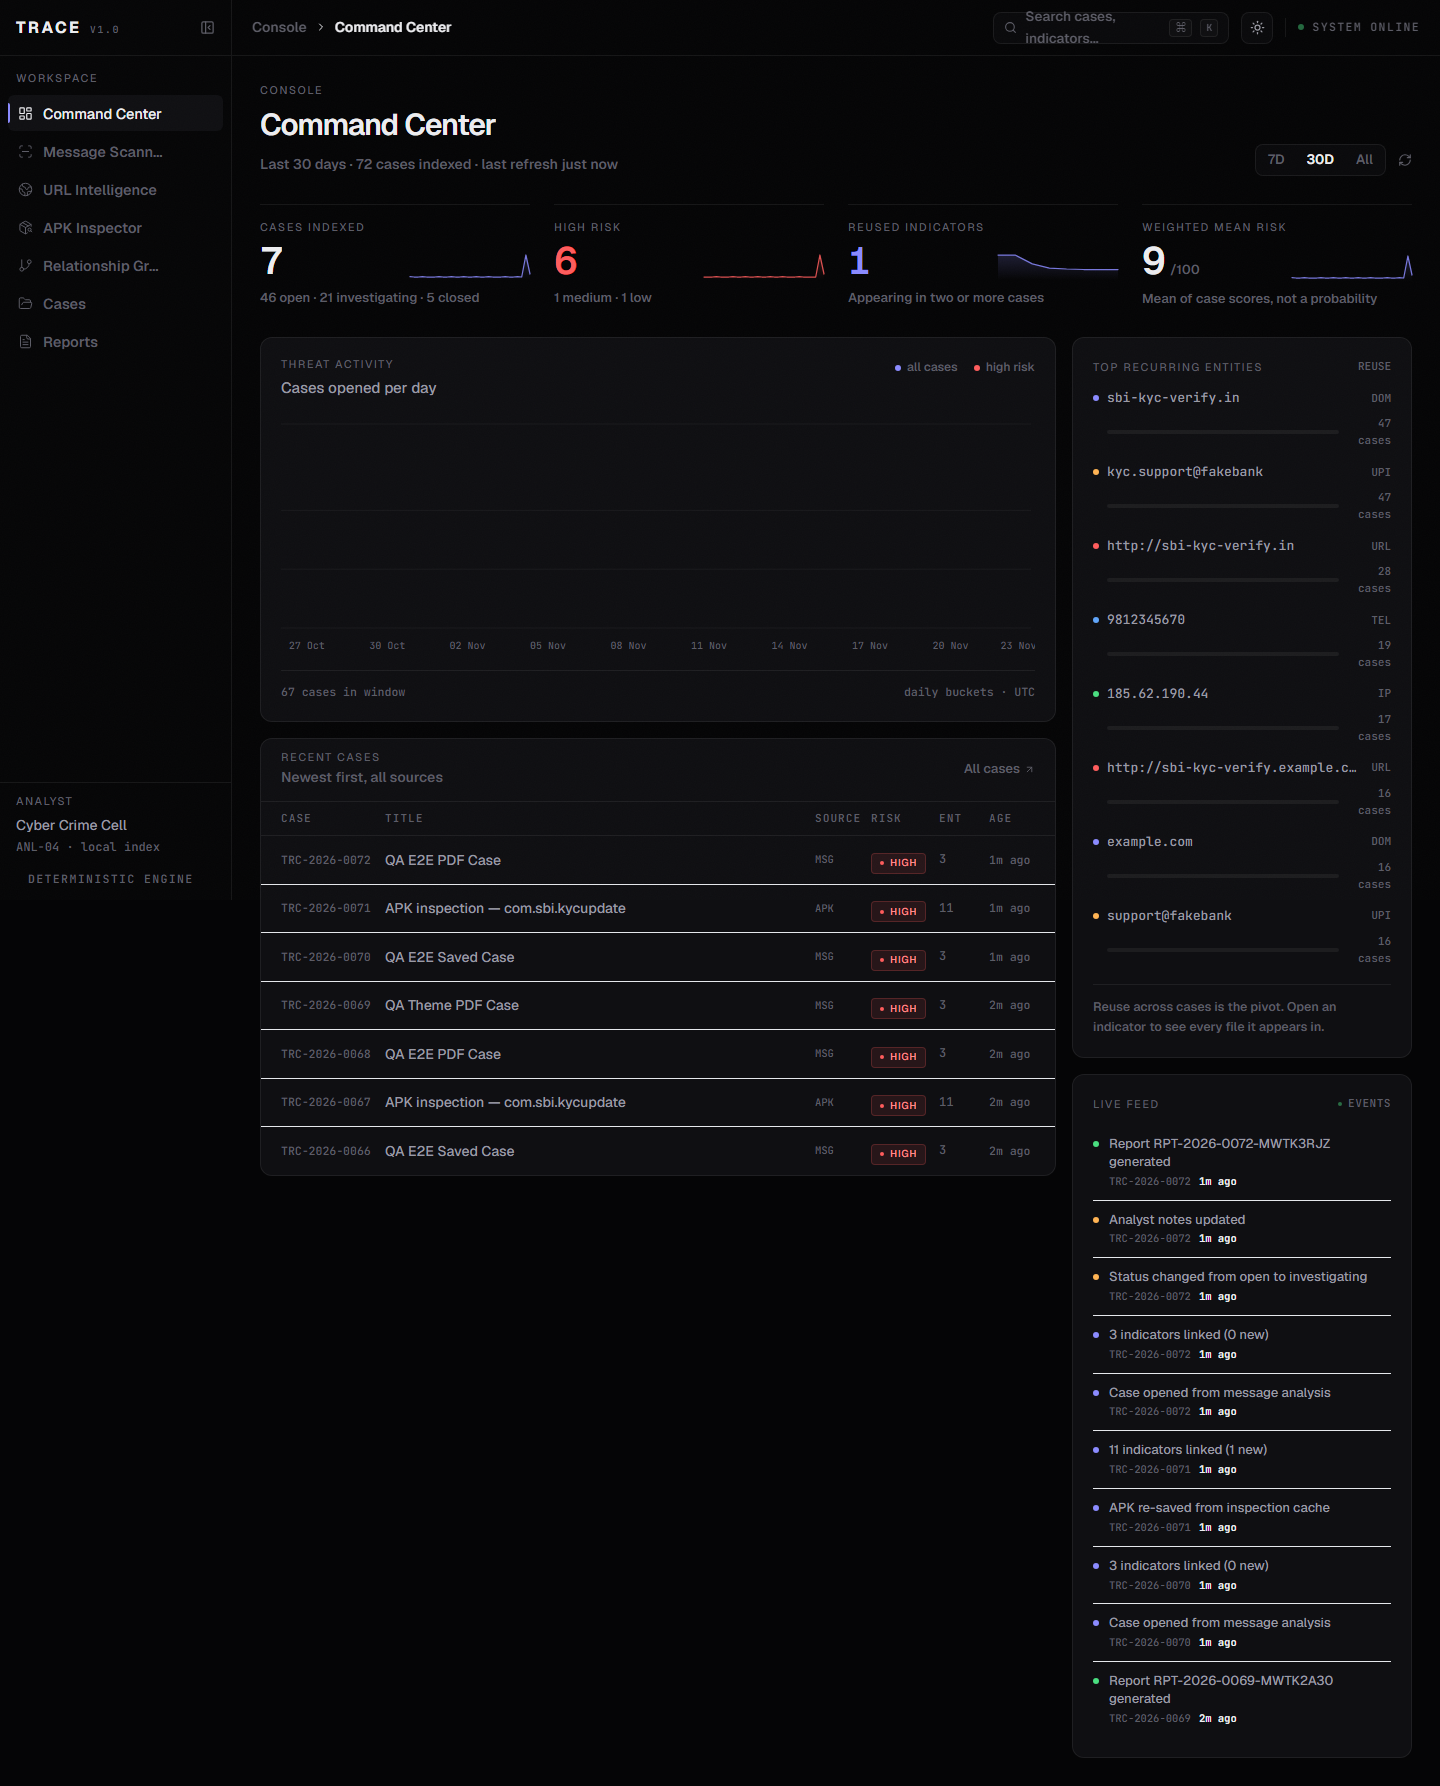 TRACE V1.0
Console > Command Center
Search cases, indicators…
⌘ K
SYSTEM ONLINE
WORKSPACE
Command Center
Message Scann…
URL Intelligence
APK Inspector
Relationship Gr…
Cases
Reports
ANALYST
Cyber Crime Cell
ANL-04 · local index
DETERMINISTIC ENGINE
CONSOLE
Command Center
Last 30 days · 72 cases indexed · last refresh just now
7D 30D All
CASES INDEXED
7
46 open · 21 investigating · 5 closed
HIGH RISK
6
1 medium · 1 low
REUSED INDICATORS
1
Appearing in two or more cases
WEIGHTED MEAN RISK
9 /100
Mean of case scores, not a probability
THREAT ACTIVITY
Cases opened per day
all cases high risk
27 Oct 30 Oct 02 Nov 05 Nov 08 Nov 11 Nov 14 Nov 17 Nov 20 Nov 23 Nov
67 cases in window
daily buckets · UTC
RECENT CASES
Newest first, all sources
All cases
CASE TITLE SOURCE RISK ENT AGE
TRC-2026-0072 QA E2E PDF Case MSG HIGH 3 1m ago
TRC-2026-0071 APK inspection — com.sbi.kycupdate APK HIGH 11 1m ago
TRC-2026-0070 QA E2E Saved Case MSG HIGH 3 1m ago
TRC-2026-0069 QA Theme PDF Case MSG HIGH 3 2m ago
TRC-2026-0068 QA E2E PDF Case MSG HIGH 3 2m ago
TRC-2026-0067 APK inspection — com.sbi.kycupdate APK HIGH 11 2m ago
TRC-2026-0066 QA E2E Saved Case MSG HIGH 3 2m ago
TOP RECURRING ENTITIES REUSE
sbi-kyc-verify.in DOM
47
cases
kyc.support@fakebank UPI
47
cases
http://sbi-kyc-verify.in URL
28
cases
9812345670 TEL
19
cases
185.62.190.44 IP
17
cases
http://sbi-kyc-verify.example.c… URL
16
cases
example.com DOM
16
cases
support@fakebank UPI
16
cases
Reuse across cases is the pivot. Open an
indicator to see every file it appears in.
LIVE FEED EVENTS
Report RPT-2026-0072-MWTK3RJZ
generated
TRC-2026-0072 1m ago
Analyst notes updated
TRC-2026-0072 1m ago
Status changed from open to investigating
TRC-2026-0072 1m ago
3 indicators linked (0 new)
TRC-2026-0072 1m ago
Case opened from message analysis
TRC-2026-0072 1m ago
11 indicators linked (1 new)
TRC-2026-0071 1m ago
APK re-saved from inspection cache
TRC-2026-0071 1m ago
3 indicators linked (0 new)
TRC-2026-0070 1m ago
Case opened from message analysis
TRC-2026-0070 1m ago
Report RPT-2026-0069-MWTK2A30
generated
TRC-2026-0069 2m ago